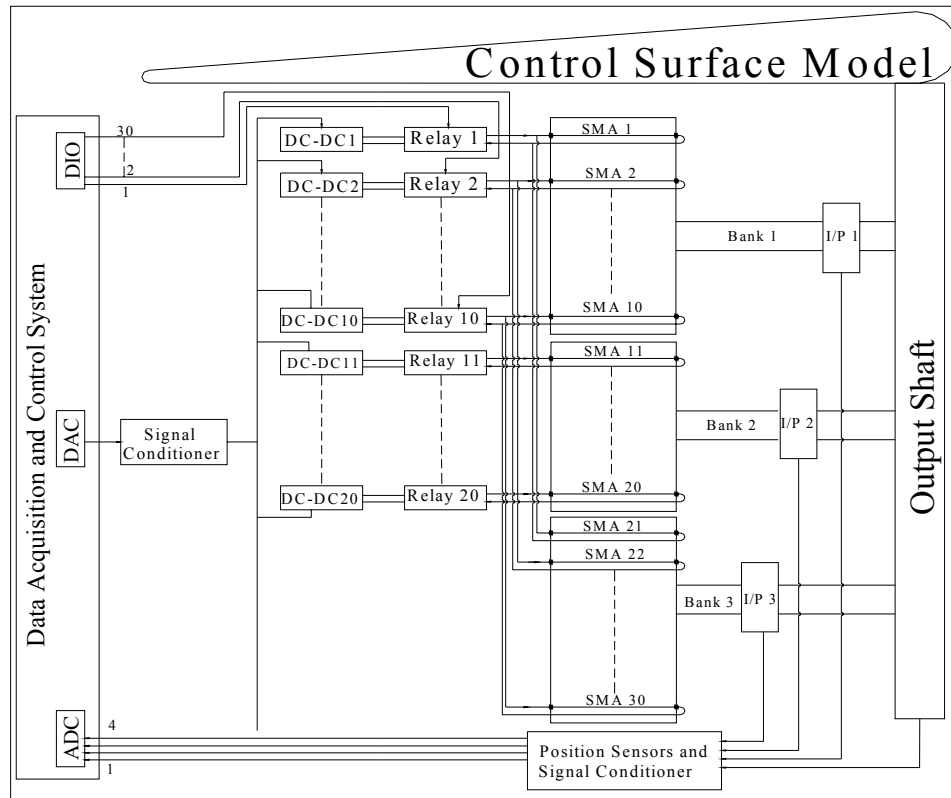 Control Surface Model
Data Acquisition and Control System
DIO
30
2
1
DC-DC1
Relay 1
SMA 1
DC-DC2
Relay 2
SMA 2
Bank 1
I/P 1
DC-DC10
Relay 10
SMA 10
DC-DC11
Relay 11
SMA 11
DAC
Signal
Conditioner
Bank 2
I/P 2
DC-DC20
Relay 20
SMA 20
SMA 21
SMA 22
Bank 3
I/P 3
SMA 30
Output Shaft
ADC
4
1
Position Sensors and
Signal Conditioner